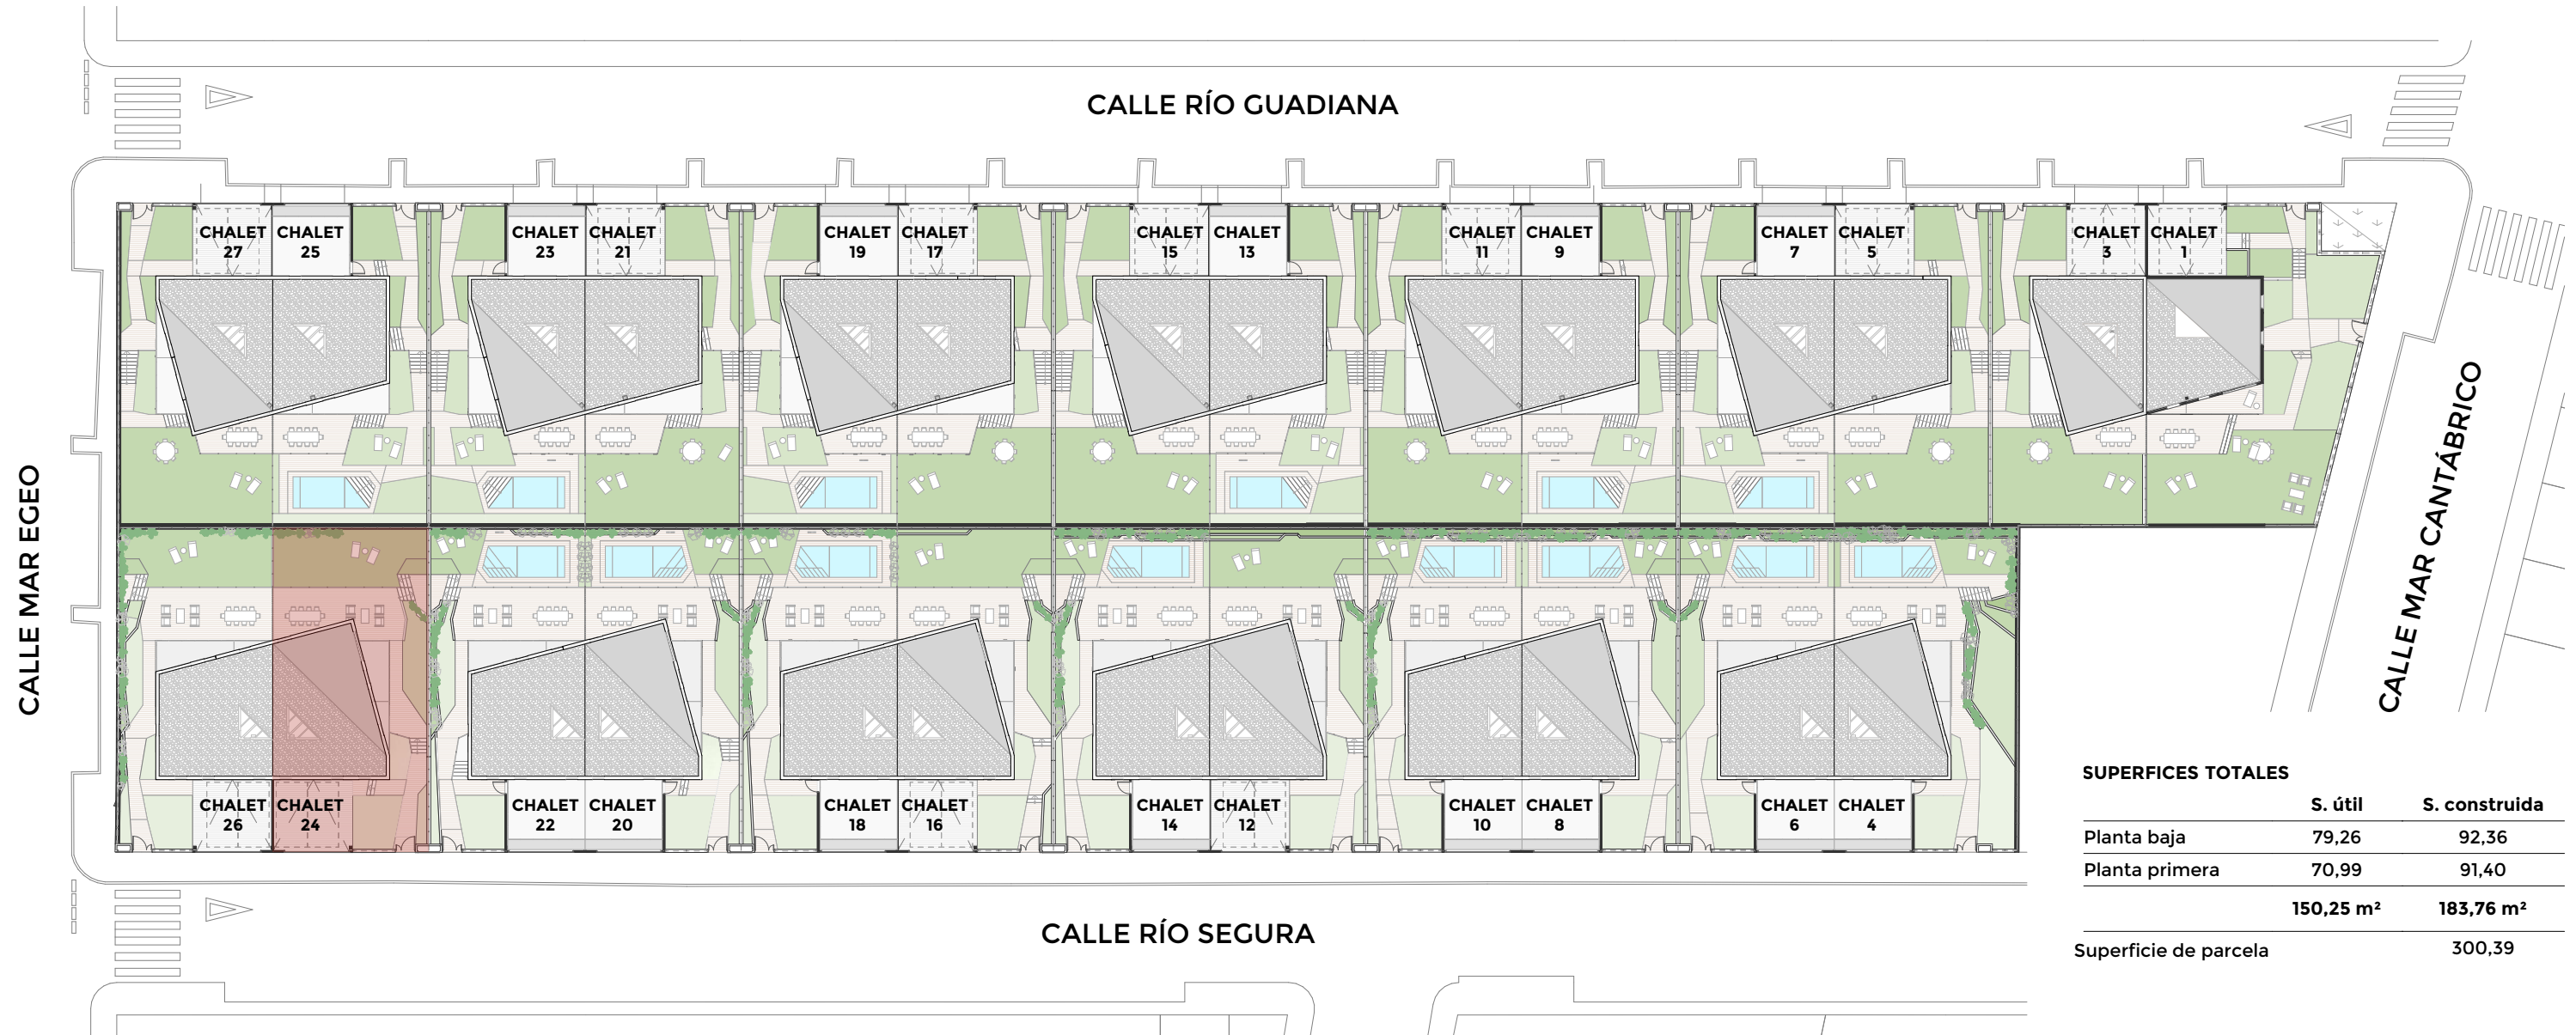 CALLE RÍO GUADIANA
CHALET
27
CHALET
25
CHALET
23
CHALET
21
CHALET
19
CHALET
17
CHALET
15
CHALET
13
CHALET
11
CHALET
9
CHALET
7
CHALET
5
CHALET
3
CHALET
1
CALLE MAR EGEO
CALLE MAR CANTÁBRICO
CHALET
26
CHALET
24
CHALET
22
CHALET
20
CHALET
18
CHALET
16
CHALET
14
CHALET
12
CHALET
10
CHALET
8
CHALET
6
CHALET
4
CALLE RÍO SEGURA
SUPERFICES TOTALES
S. útil S. construida
Planta baja 79,26 92,36
Planta primera 70,99 91,40
150,25 m² 183,76 m²
Superficie de parcela 300,39